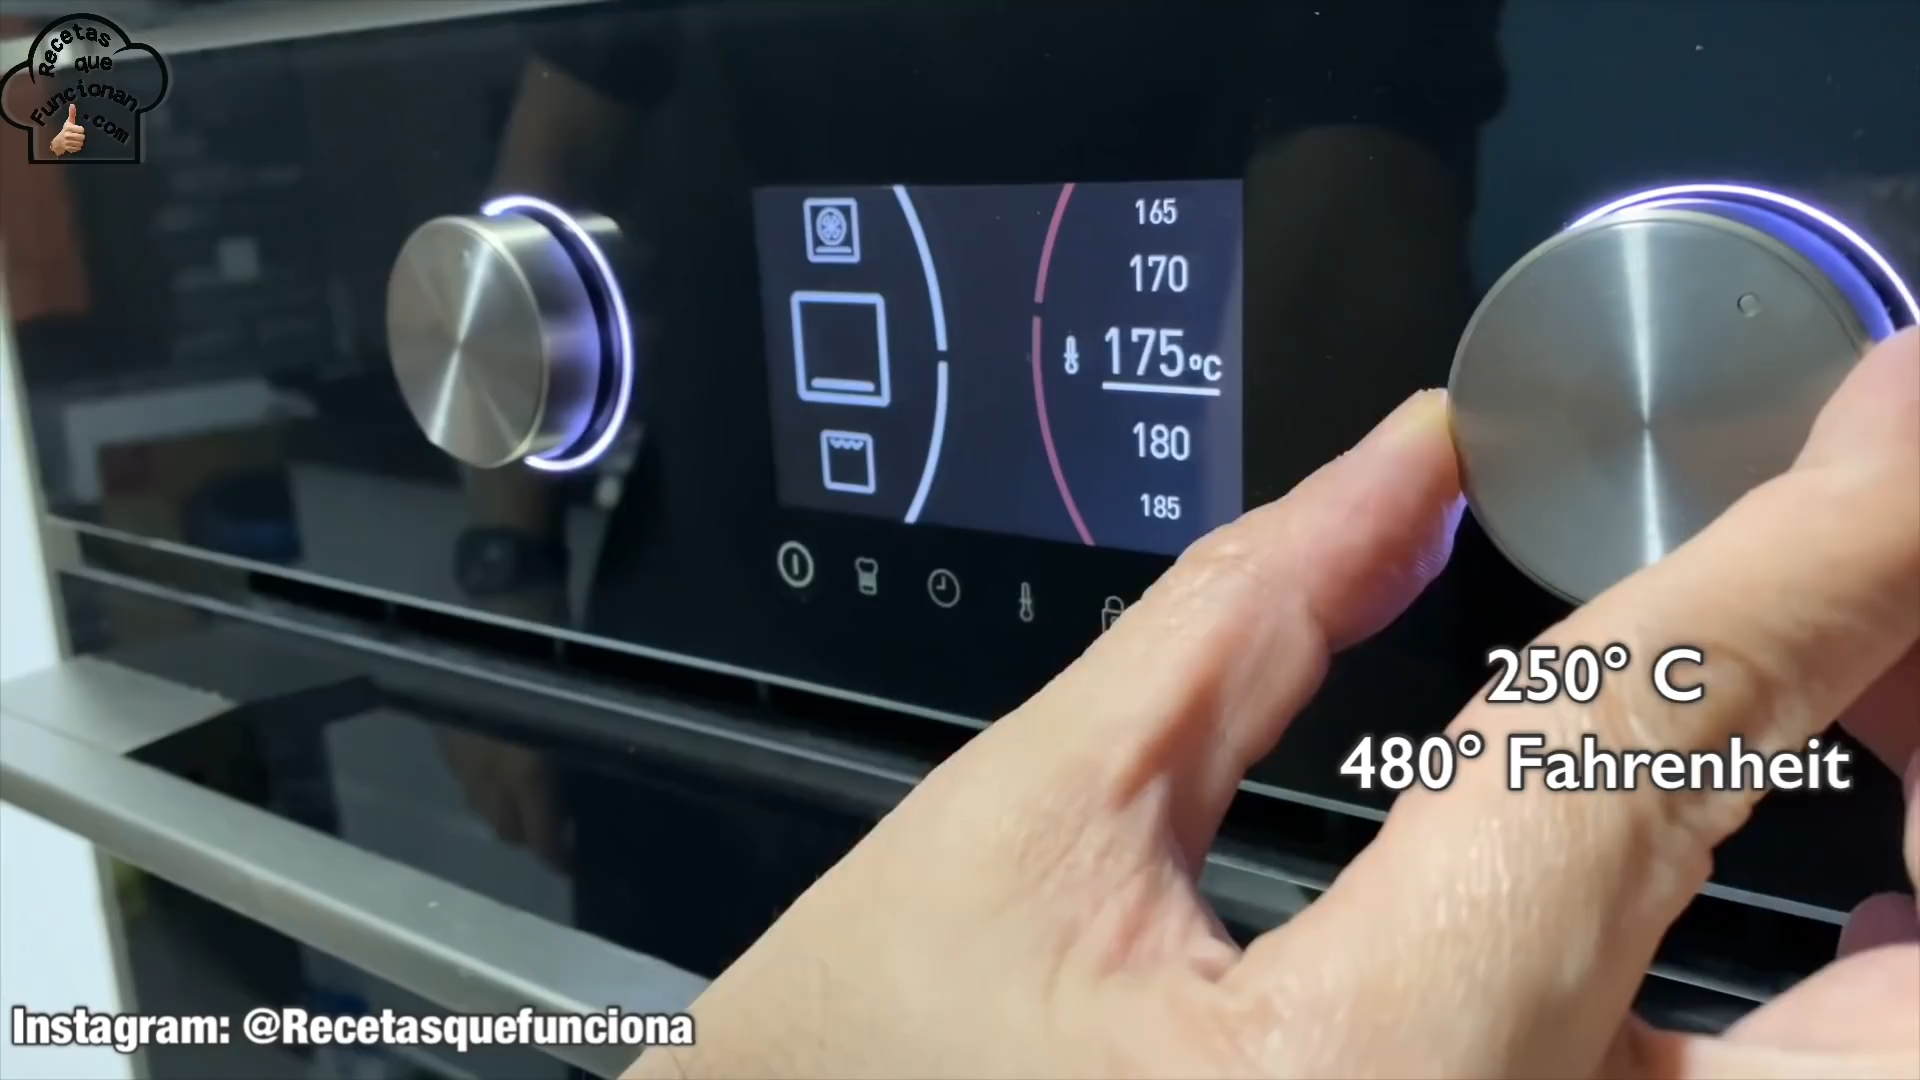 Recetas
que
Funcionan
.com
165
170
175°C
180
185
250° C
480° Fahrenheit
Instagram: @Recetasquefunciona